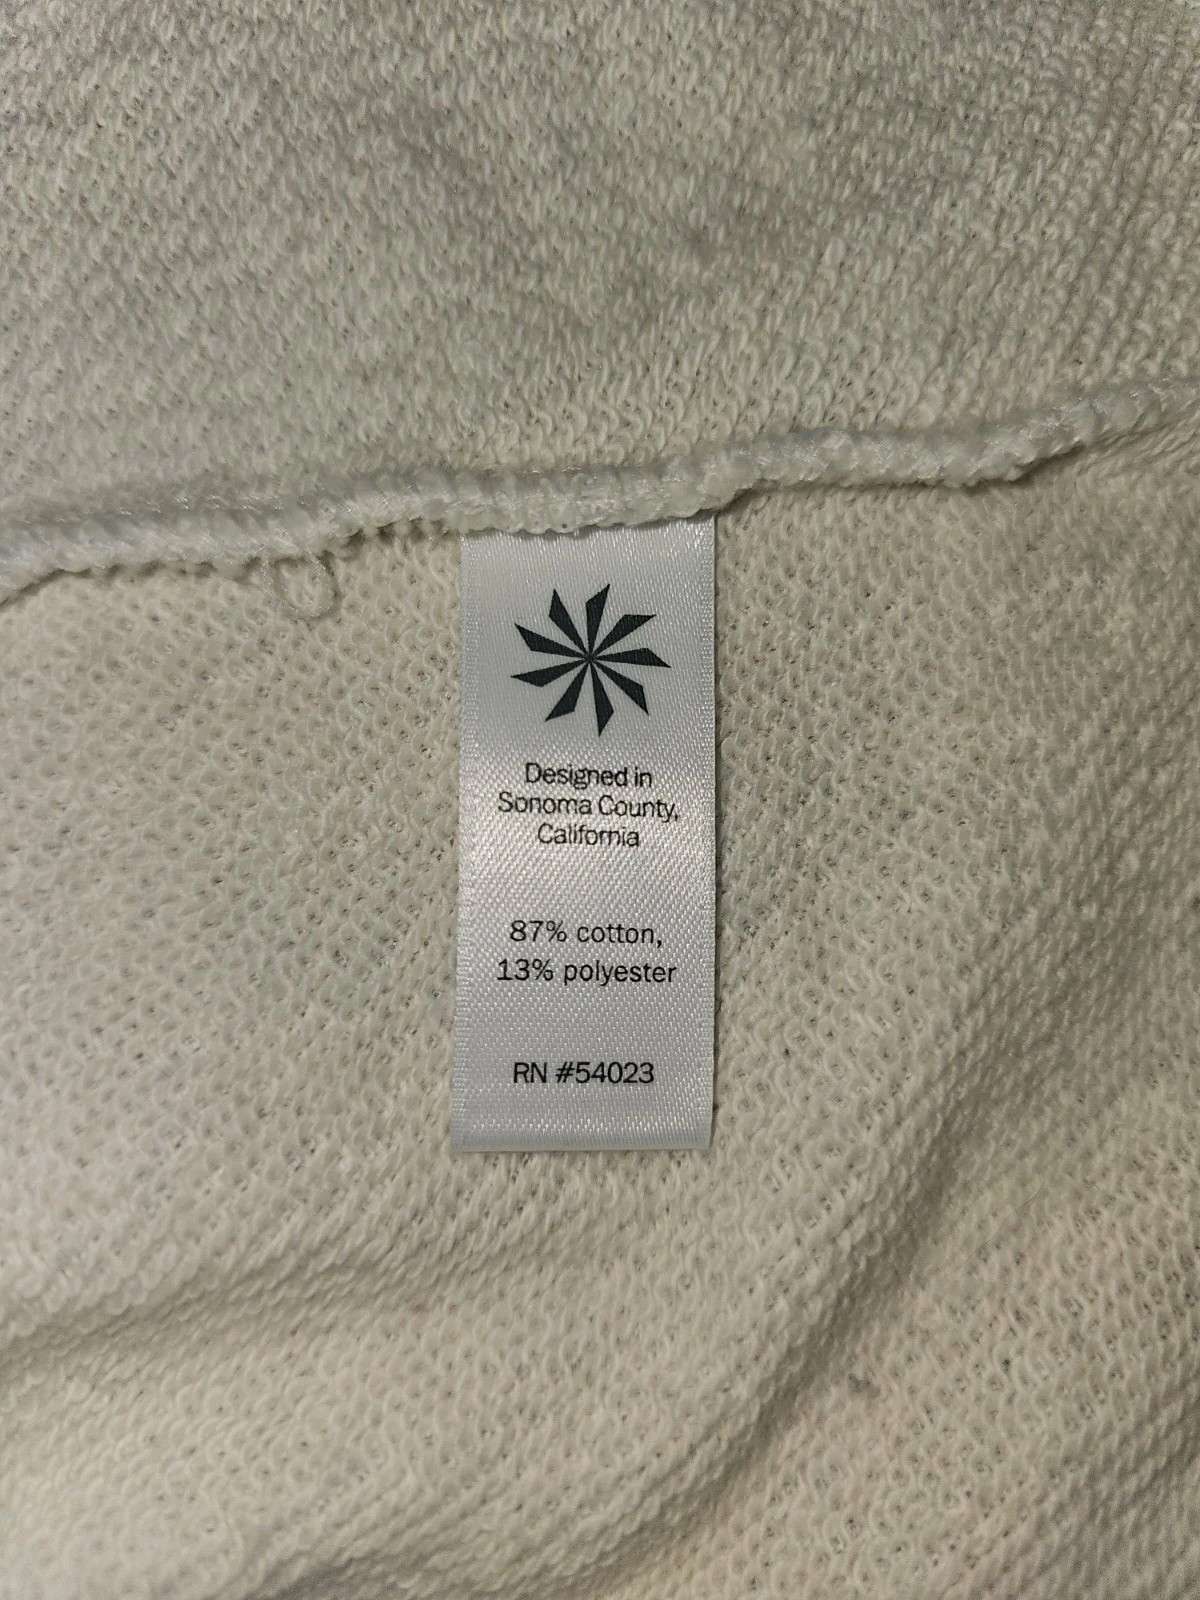 Designed in
Sonoma County,
California
87% cotton,
13% polyester
RN #54023